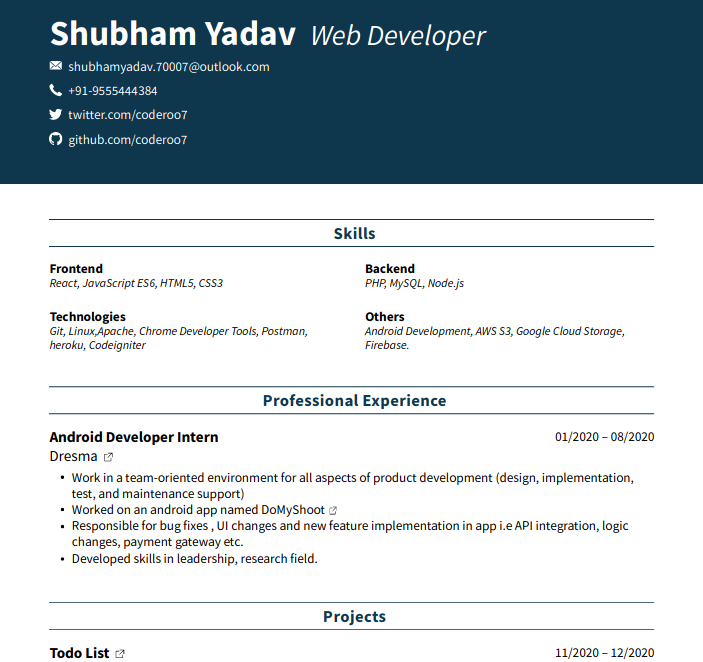 Shubham Yadav Web Developer
shubhamyadav.70007@outlook.com
+91-9555444384
twitter.com/coderoo7
github.com/coderoo7
Skills
Frontend
React, JavaScript ES6, HTML5, CSS3
Backend
PHP, MySQL, Node.js
Technologies
Git, Linux,Apache, Chrome Developer Tools, Postman,
heroku, Codeigniter
Others
Android Development, AWS S3, Google Cloud Storage,
Firebase.
Professional Experience
Android Developer Intern 01/2020 – 08/2020
Dresma
• Work in a team-oriented environment for all aspects of product development (design, implementation,
test, and maintenance support)
• Worked on an android app named DoMyShoot
• Responsible for bug fixes , UI changes and new feature implementation in app i.e API integration, logic
changes, payment gateway etc.
• Developed skills in leadership, research field.
Projects
Todo List 11/2020 – 12/2020